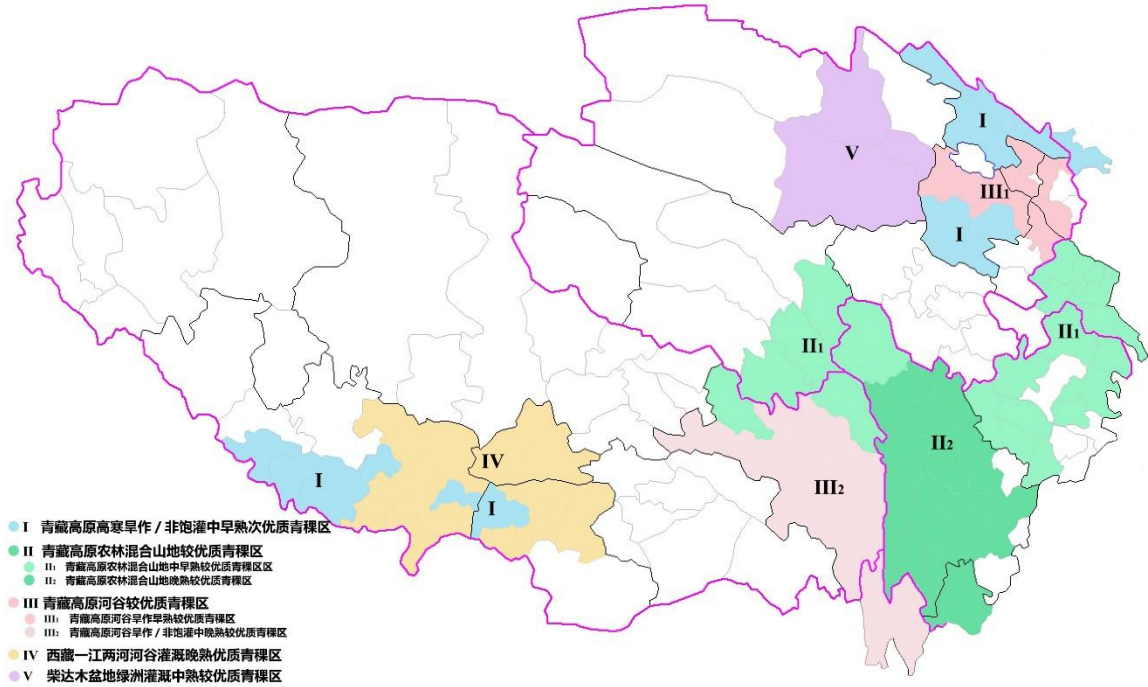 I
V
III1
I
II1
II1
II2
IV
III2
I
I
I 青藏高原高寒旱作 / 非饱灌中早熟次优质青稞区
II 青藏高原农林混合山地较优质青稞区
II1 青藏高原农林混合山地中早熟较优质青稞区区
II2 青藏高原农林混合山地晚熟较优质青稞区
III 青藏高原河谷较优质青稞区
III1 青藏高原河谷旱作早熟较优质青稞区
III2 青藏高原河谷旱作 / 非饱灌中晚熟较优质青稞区
IV 西藏一江两河河谷灌溉晚熟优质青稞区
V 柴达木盆地绿洲灌溉中熟较优质青稞区